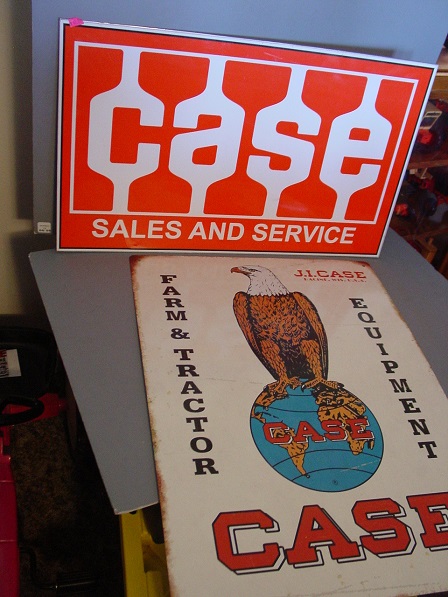 case
SALES AND SERVICE
J.I.CASE
FARM & TRACTOR
EQUIPMENT
CASE
CASE